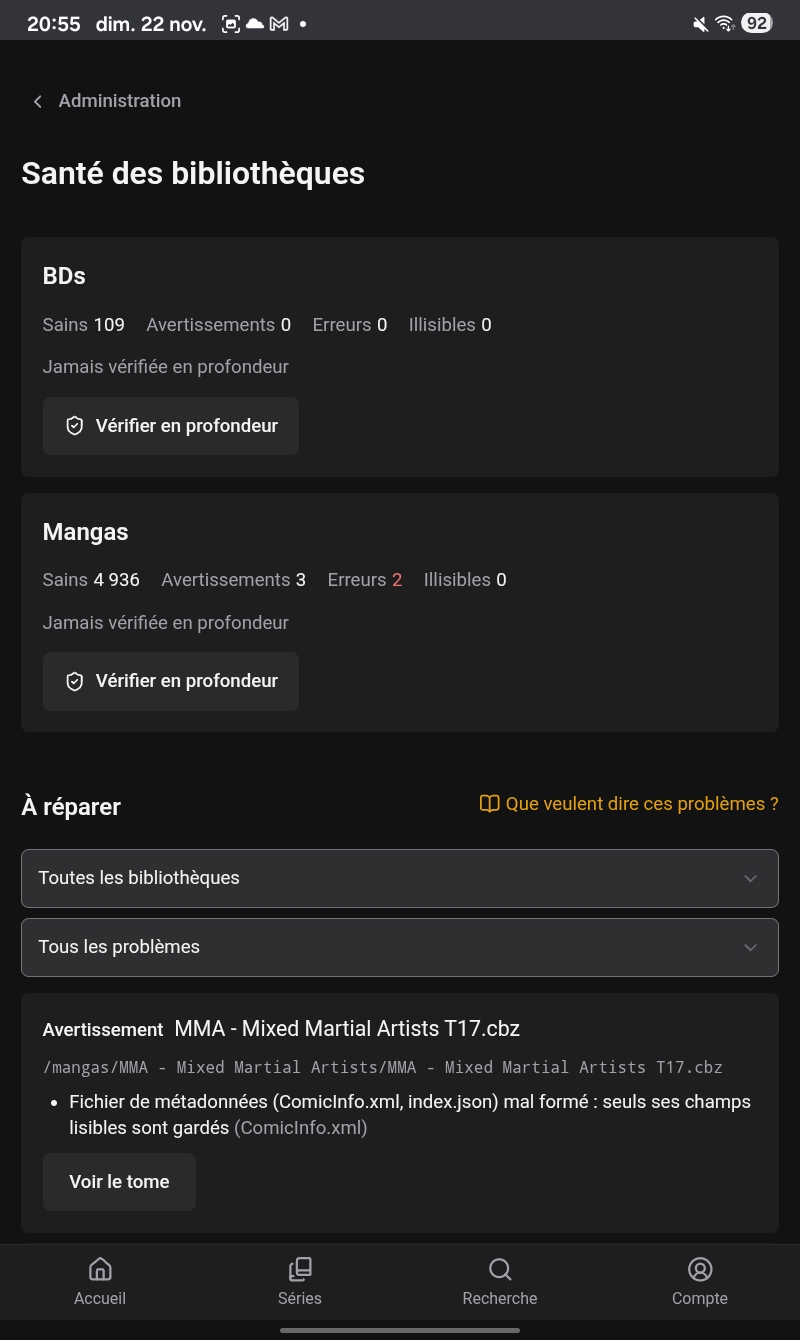 20:55 dim. 22 nov. 92
Administration
Santé des bibliothèques
BDs
Sains 109 Avertissements 0 Erreurs 0 Illisibles 0
Jamais vérifiée en profondeur
Vérifier en profondeur
Mangas
Sains 4 936 Avertissements 3 Erreurs 2 Illisibles 0
Jamais vérifiée en profondeur
Vérifier en profondeur
À réparer
Que veulent dire ces problèmes ?
Toutes les bibliothèques
Tous les problèmes
Avertissement MMA - Mixed Martial Artists T17.cbz
/mangas/MMA - Mixed Martial Artists/MMA - Mixed Martial Artists T17.cbz
• Fichier de métadonnées (ComicInfo.xml, index.json) mal formé : seuls ses champs
lisibles sont gardés (ComicInfo.xml)
Voir le tome
Accueil Séries Recherche Compte